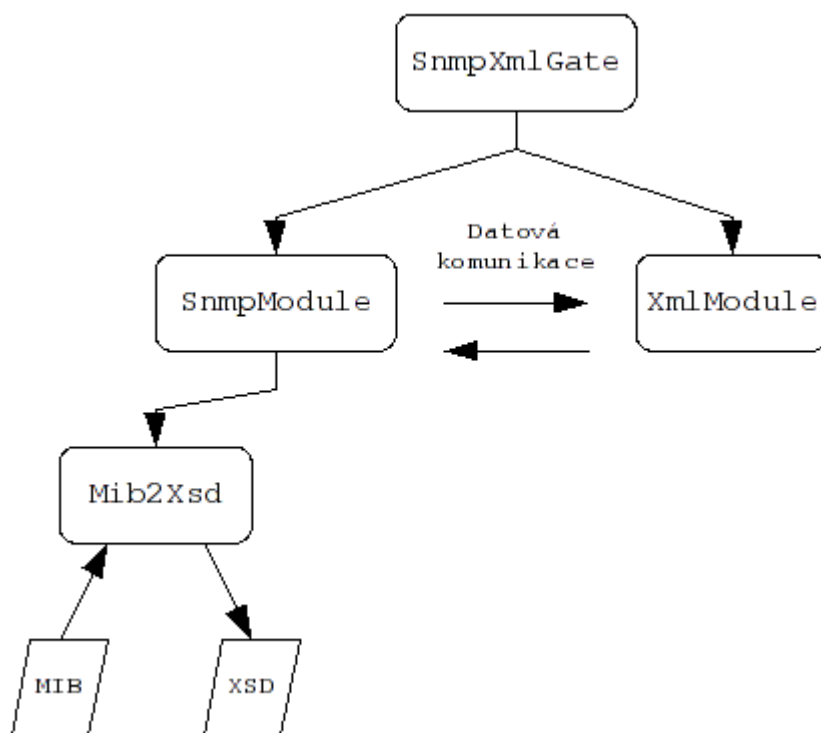 SnmpXmlGate
Datová
komunikace
SnmpModule
XmlModule
Mib2Xsd
MIB
XSD